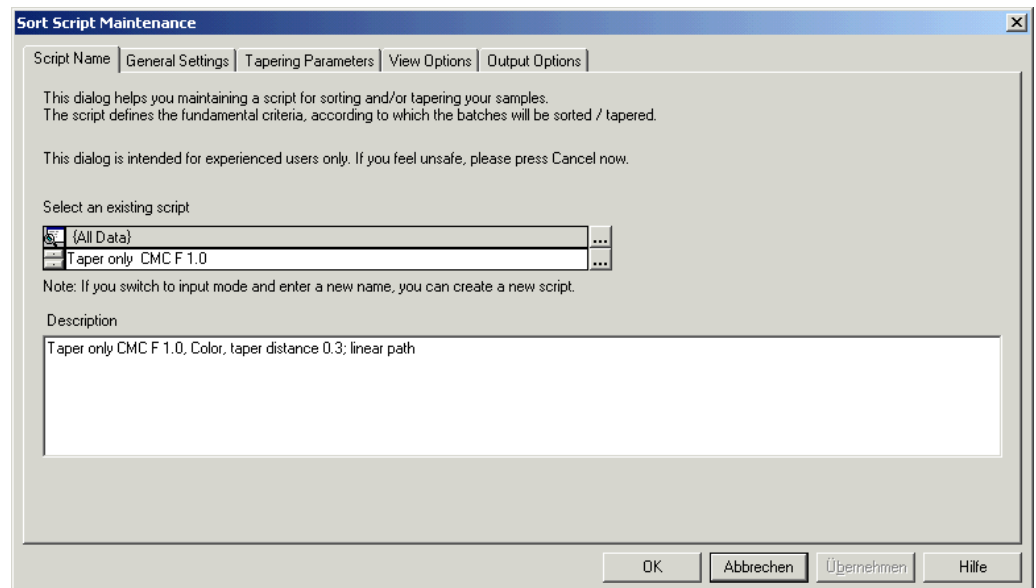 Sort Script Maintenance
Script Name General Settings Tapering Parameters View Options Output Options
This dialog helps you maintaining a script for sorting and/or tapering your samples.
The script defines the fundamental criteria, according to which the batches will be sorted / tapered.
This dialog is intended for experienced users only. If you feel unsafe, please press Cancel now.
Select an existing script
{All Data} ...
Taper only CMC F 1.0 ...
Note: If you switch to input mode and enter a new name, you can create a new script.
Description
Taper only CMC F 1.0, Color, taper distance 0.3; linear path
OK Abbrechen Übernehmen Hilfe